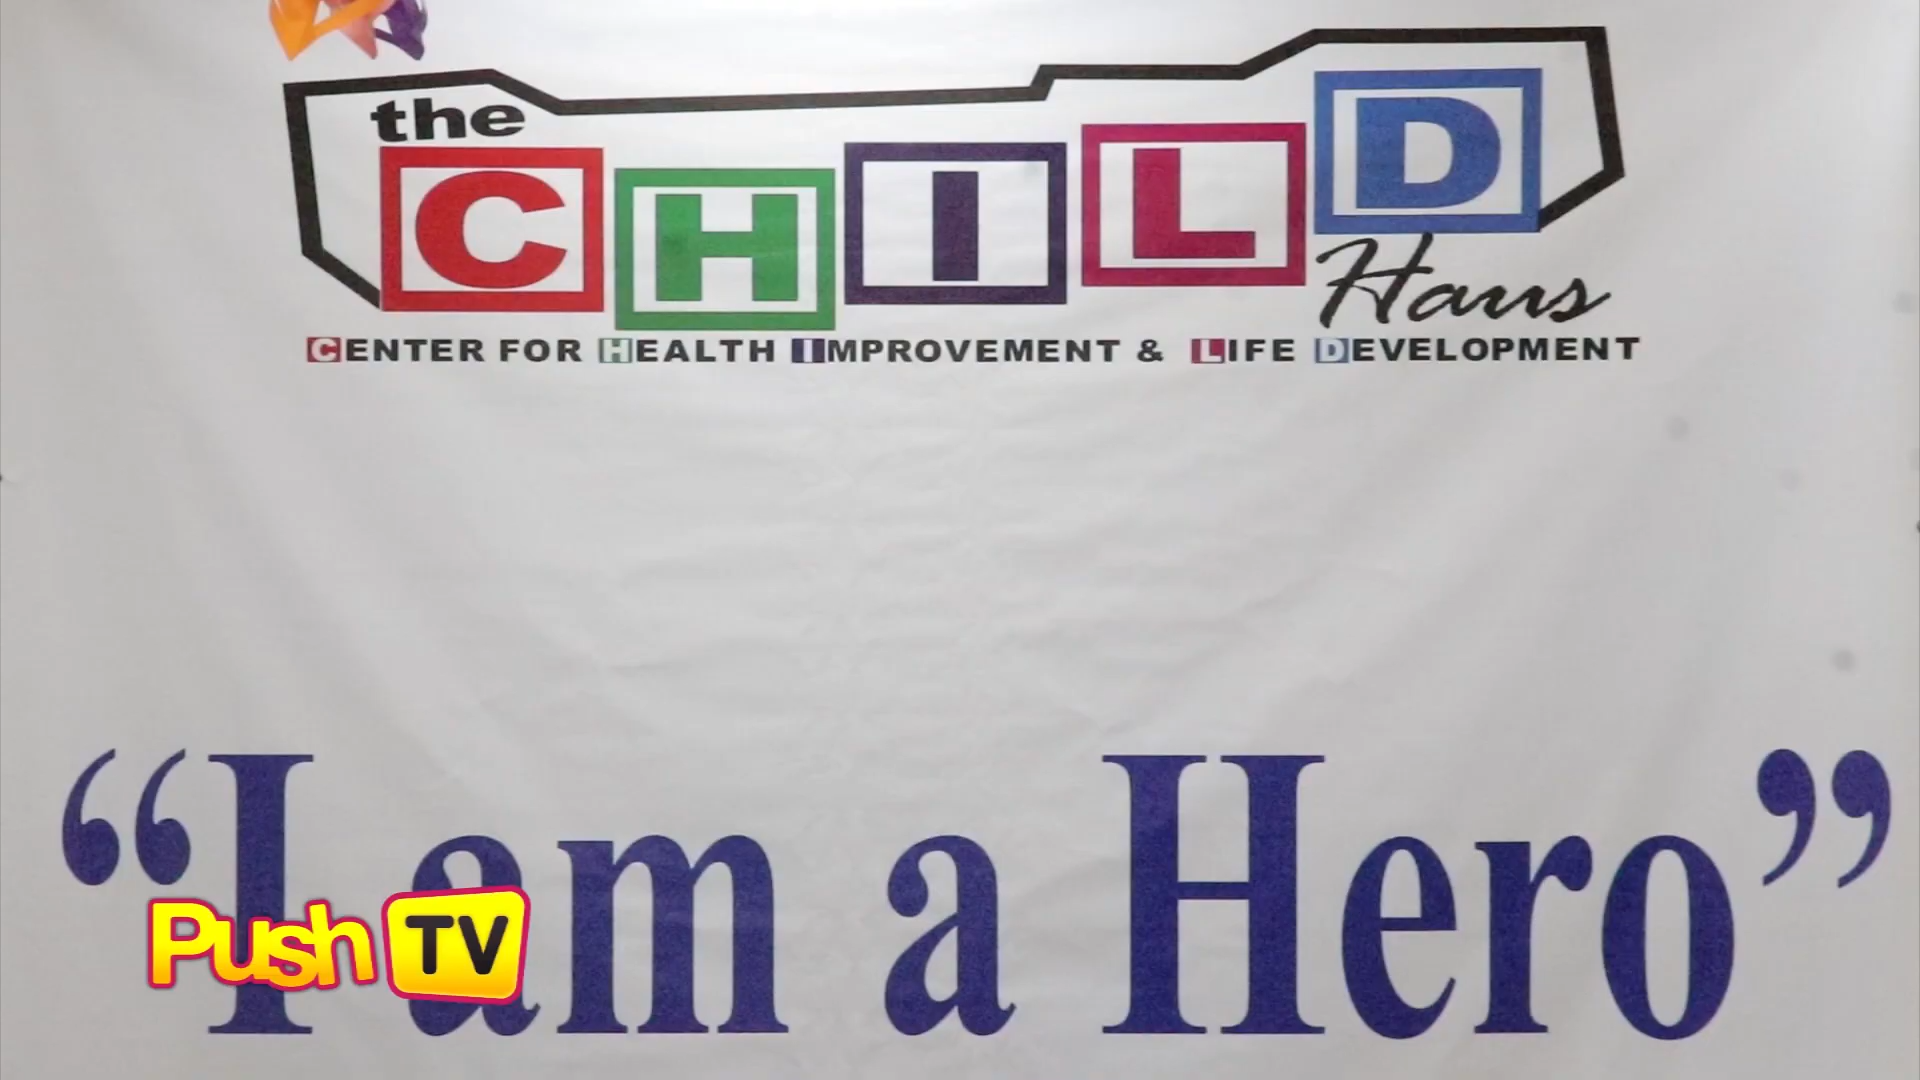 the
CHILD
Haus
CENTER FOR HEALTH IMPROVEMENT & LIFE DEVELOPMENT
“I am a Hero”
Push TV